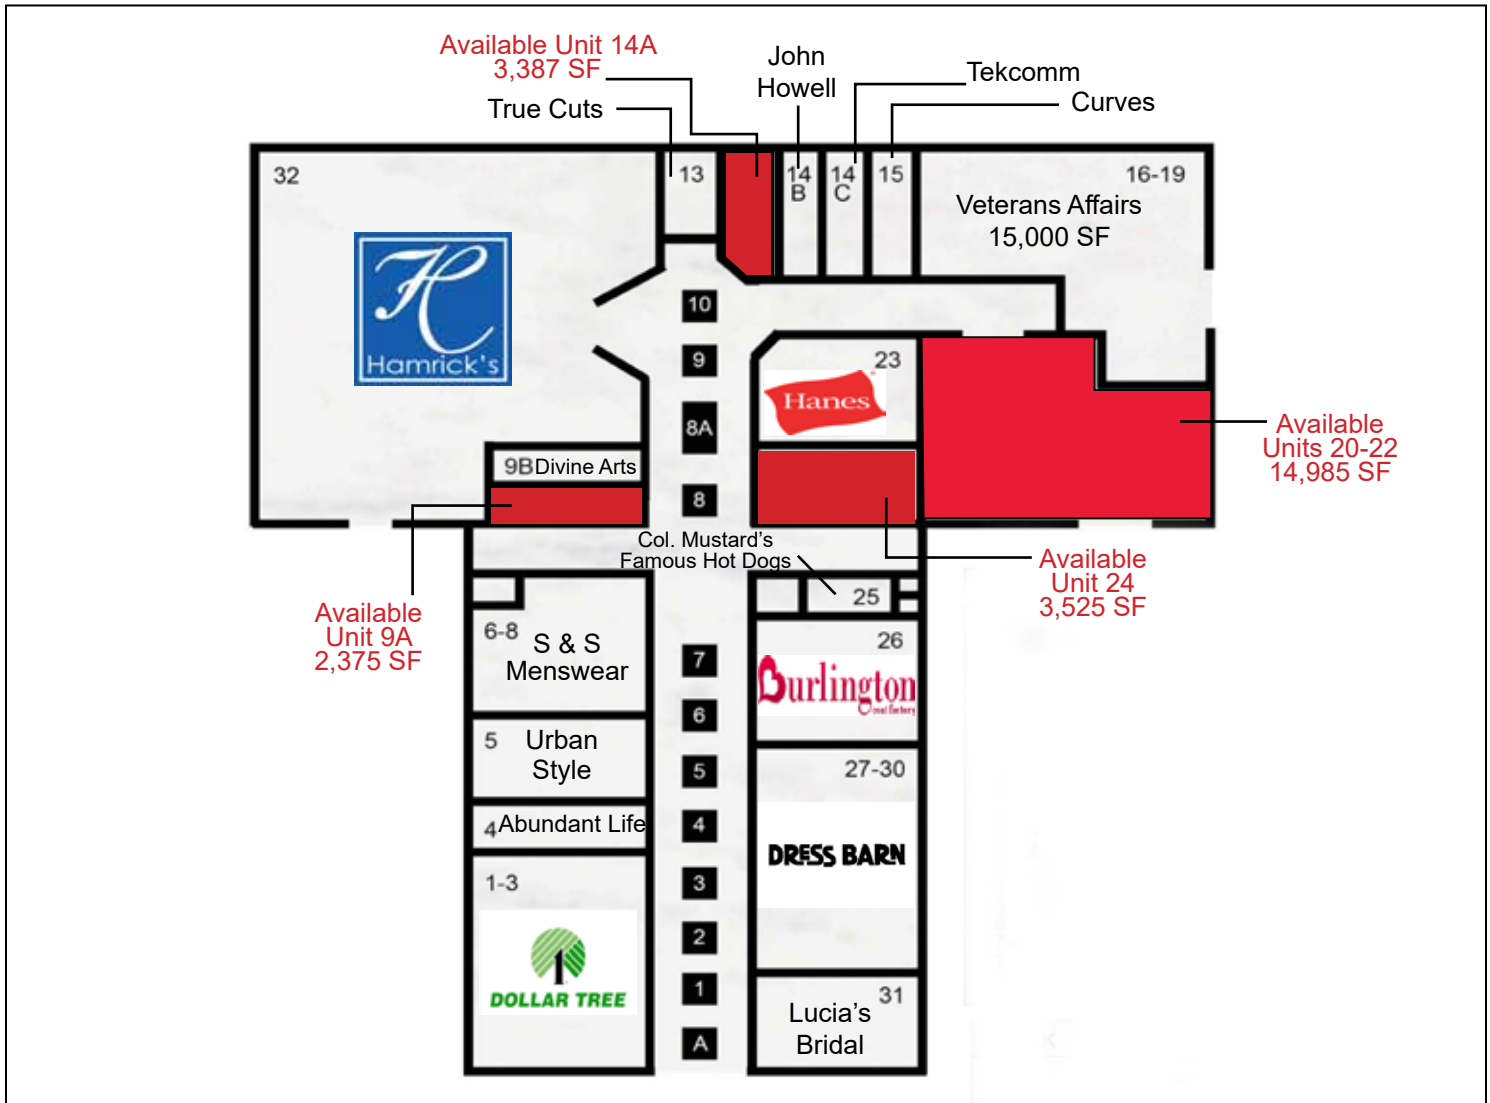 Available Unit 14A
3,387 SF
True Cuts
John
Howell
Tekcomm
Curves
32
13
14
B
14
C
15
16-19
Veterans Affairs
15,000 SF
Hamrick's
10
9
8A
8
23
Hanes
9B Divine Arts
Available
Units 20-22
14,985 SF
Col. Mustard's
Famous Hot Dogs
Available
Unit 24
3,525 SF
Available
Unit 9A
2,375 SF
25
6-8
S & S
Menswear
7
26
Burlington
coat factory
6
5
Urban
Style
5
27-30
4 Abundant Life
4
DRESS BARN
1-3
3
2
1
DOLLAR TREE
1
31
Lucia's
Bridal
A